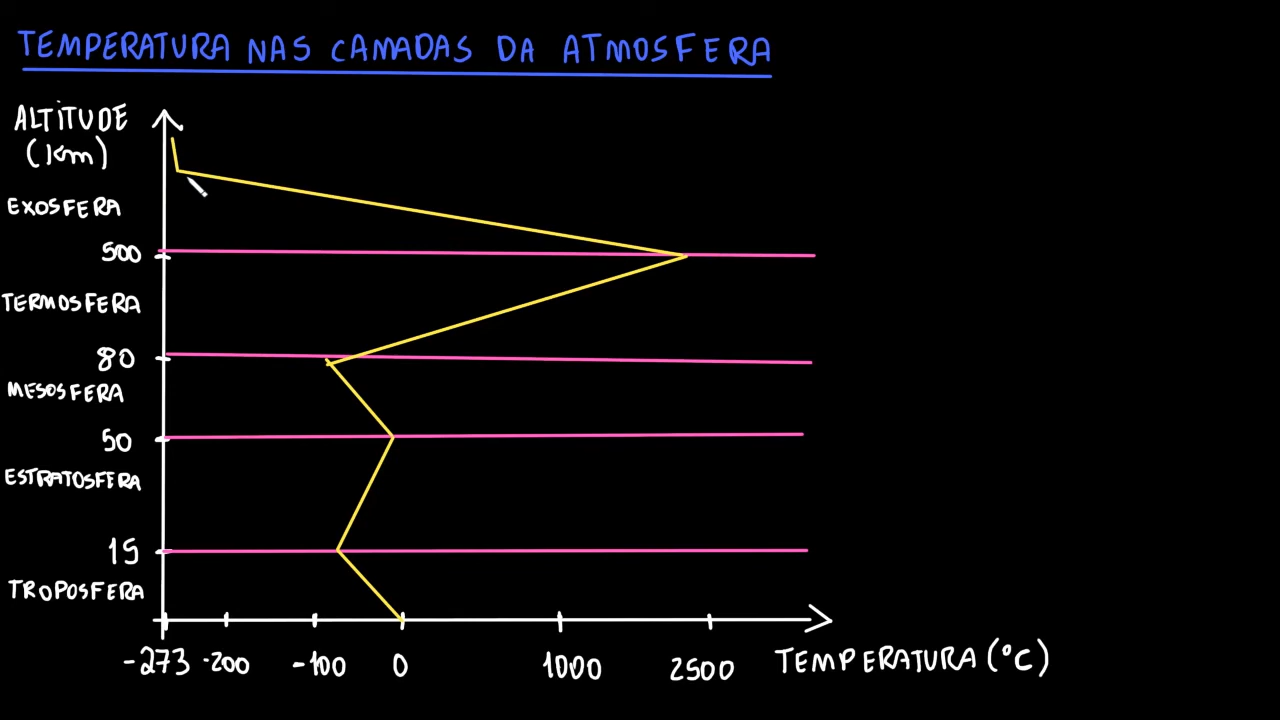 TEMPERATURA NAS CAMADAS DA ATMOSFERA
ALTITUDE
(Km)
EXOSFERA
500
TERMOSFERA
80
MESOSFERA
50
ESTRATOSFERA
15
TROPOSFERA
-273 -200 -100 0 1000 2500 TEMPERATURA (°C)